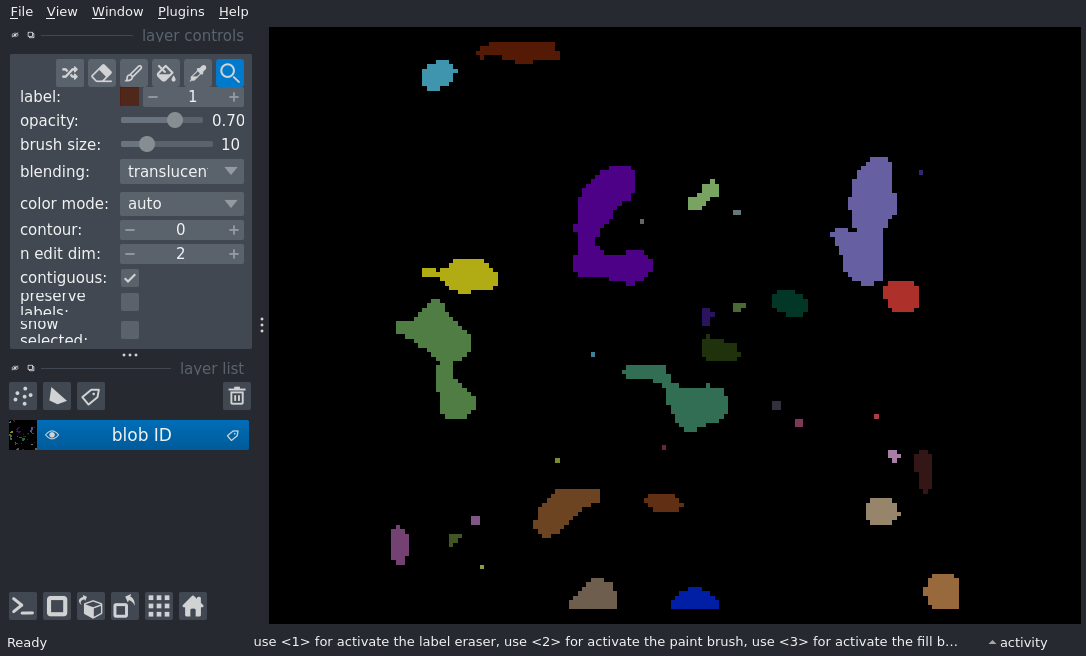 File View Window Plugins Help
layer controls
label: 1
opacity: 0.70
brush size: 10
blending: translucen
color mode: auto
contour: 0
n edit dim: 2
contiguous:
preserve
labels:
show
selected:
layer list
blob ID
Ready use <1> for activate the label eraser, use <2> for activate the paint brush, use <3> for activate the fill b... activity